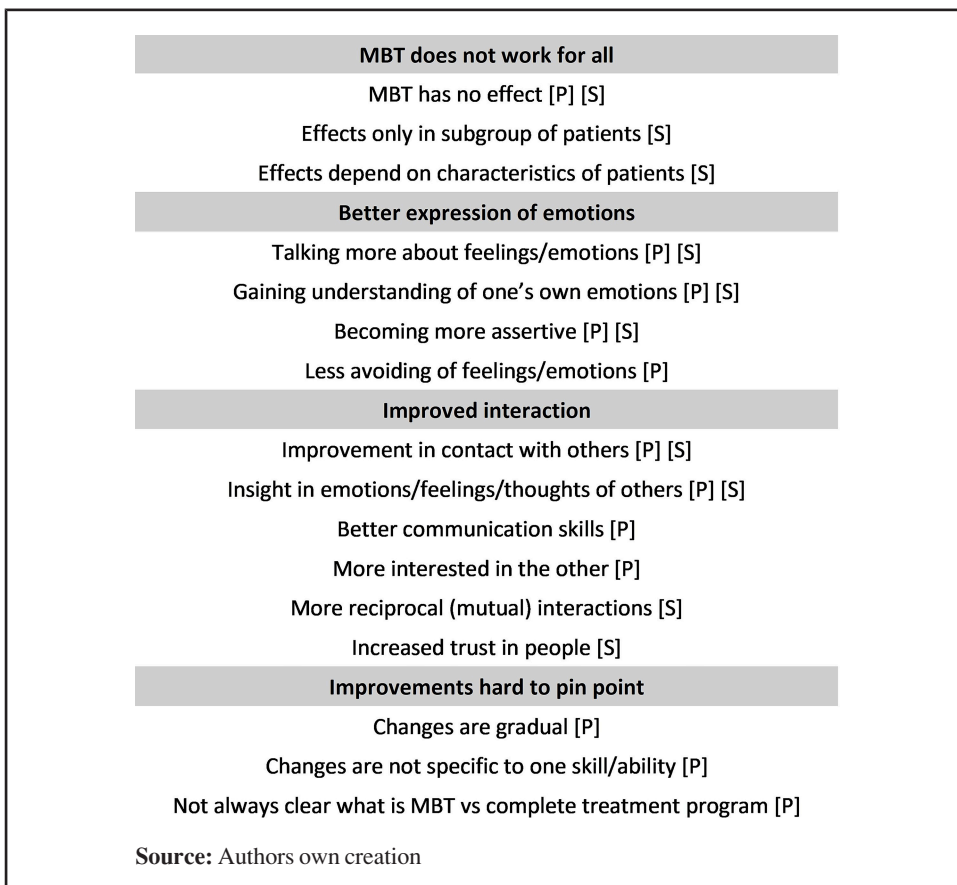 MBT does not work for all
MBT has no effect [P] [S]
Effects only in subgroup of patients [S]
Effects depend on characteristics of patients [S]
Better expression of emotions
Talking more about feelings/emotions [P] [S]
Gaining understanding of one’s own emotions [P] [S]
Becoming more assertive [P] [S]
Less avoiding of feelings/emotions [P]
Improved interaction
Improvement in contact with others [P] [S]
Insight in emotions/feelings/thoughts of others [P] [S]
Better communication skills [P]
More interested in the other [P]
More reciprocal (mutual) interactions [S]
Increased trust in people [S]
Improvements hard to pin point
Changes are gradual [P]
Changes are not specific to one skill/ability [P]
Not always clear what is MBT vs complete treatment program [P]
Source: Authors own creation